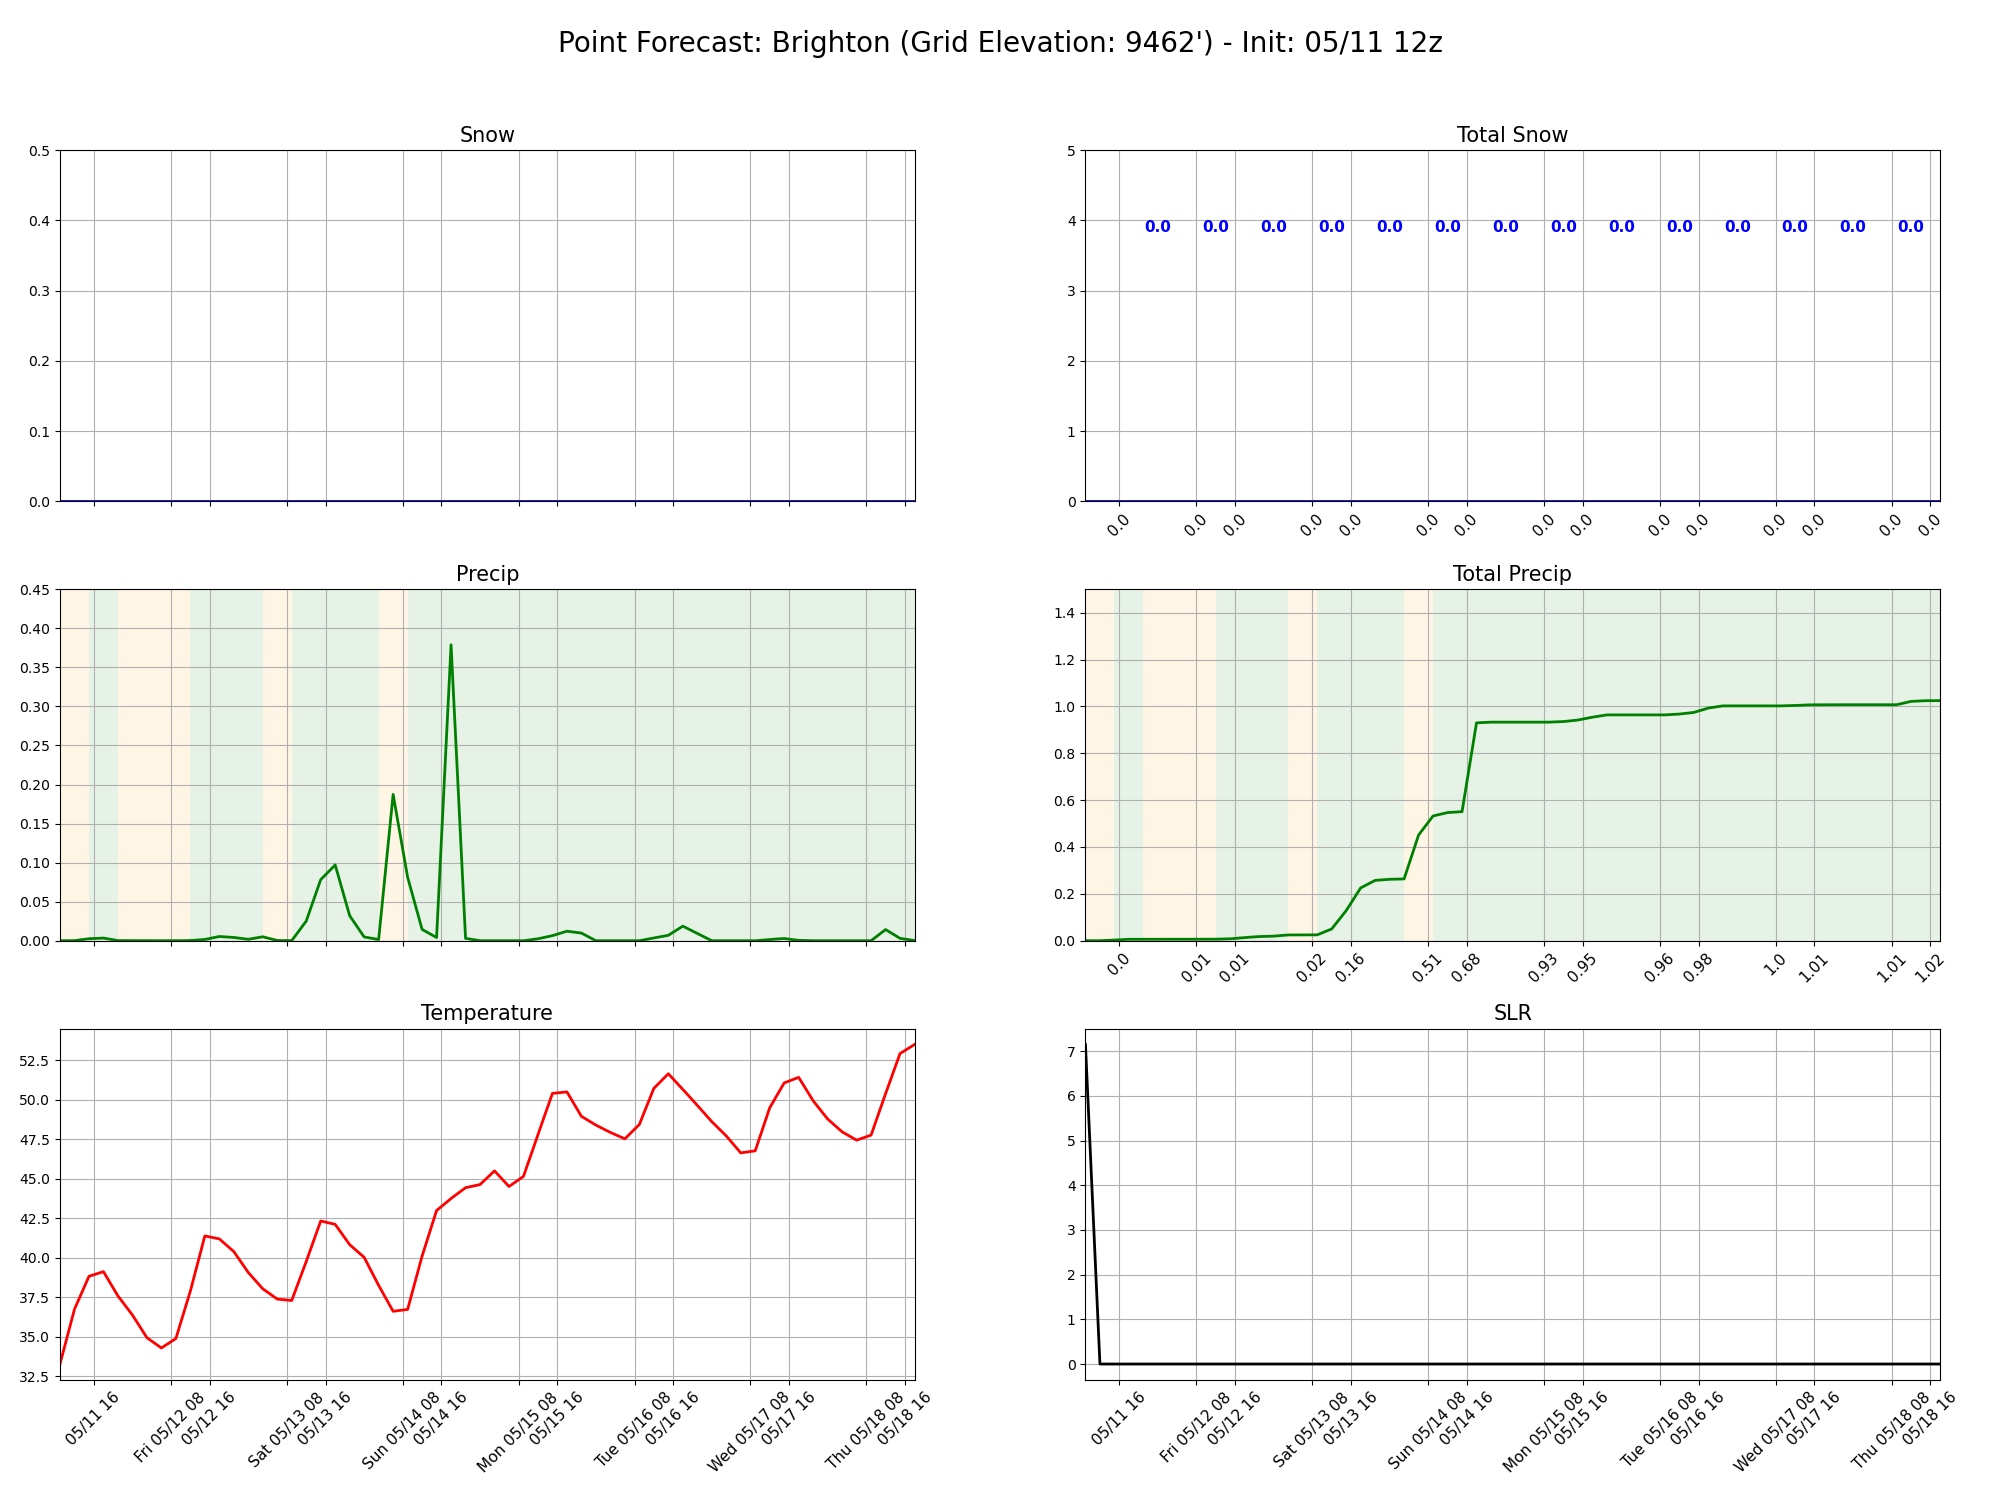 Point Forecast: Brighton (Grid Elevation: 9462') - Init: 05/11 12z
Snow
0.5
0.4
0.3
0.2
0.1
0.0
Total Snow
5
4
3
2
1
0
0.0 0.0 0.0 0.0 0.0 0.0 0.0 0.0 0.0 0.0 0.0 0.0 0.0 0.0
0.0 0.0 0.0 0.0 0.0 0.0 0.0 0.0 0.0 0.0 0.0 0.0 0.0 0.0 0.0
Precip
0.45
0.40
0.35
0.30
0.25
0.20
0.15
0.10
0.05
0.00
Total Precip
1.4
1.2
1.0
0.8
0.6
0.4
0.2
0.0
0.0 0.01 0.01 0.02 0.16 0.51 0.68 0.93 0.95 0.96 0.98 1.0 1.01 1.01 1.02
Temperature
52.5
50.0
47.5
45.0
42.5
40.0
37.5
35.0
32.5
05/11 16
Fri 05/12 08
05/12 16
Sat 05/13 08
05/13 16
Sun 05/14 08
05/14 16
Mon 05/15 08
05/15 16
Tue 05/16 08
05/16 16
Wed 05/17 08
05/17 16
Thu 05/18 08
05/18 16
SLR
7
6
5
4
3
2
1
0
05/11 16
Fri 05/12 08
05/12 16
Sat 05/13 08
05/13 16
Sun 05/14 08
05/14 16
Mon 05/15 08
05/15 16
Tue 05/16 08
05/16 16
Wed 05/17 08
05/17 16
Thu 05/18 08
05/18 16